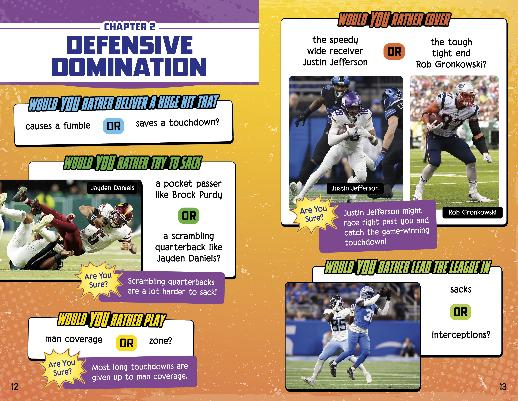 CHAPTER 2
DEFENSIVE
DOMINATION
WOULD YOU RATHER DELIVER A HUGE HIT THAT
causes a fumble OR saves a touchdown?
WOULD YOU RATHER TRY TO SACK
Jayden Daniels
a pocket passer
like Brock Purdy
OR
a scrambling
quarterback like
Jayden Daniels?
Are You
Sure?
Scrambling quarterbacks
are a lot harder to sack!
WOULD YOU RATHER PLAY
man coverage OR zone?
Are You
Sure?
Most long touchdowns are
given up to man coverage.
12
WOULD YOU RATHER COVER
the speedy
wide receiver
Justin Jefferson
OR
the tough
tight end
Rob Gronkowski?
Justin Jefferson
Rob Gronkowski
Are You
Sure?
Justin Jefferson might
race right past you and
catch the game-winning
touchdown!
WOULD YOU RATHER LEAD THE LEAGUE IN
sacks
OR
interceptions?
13